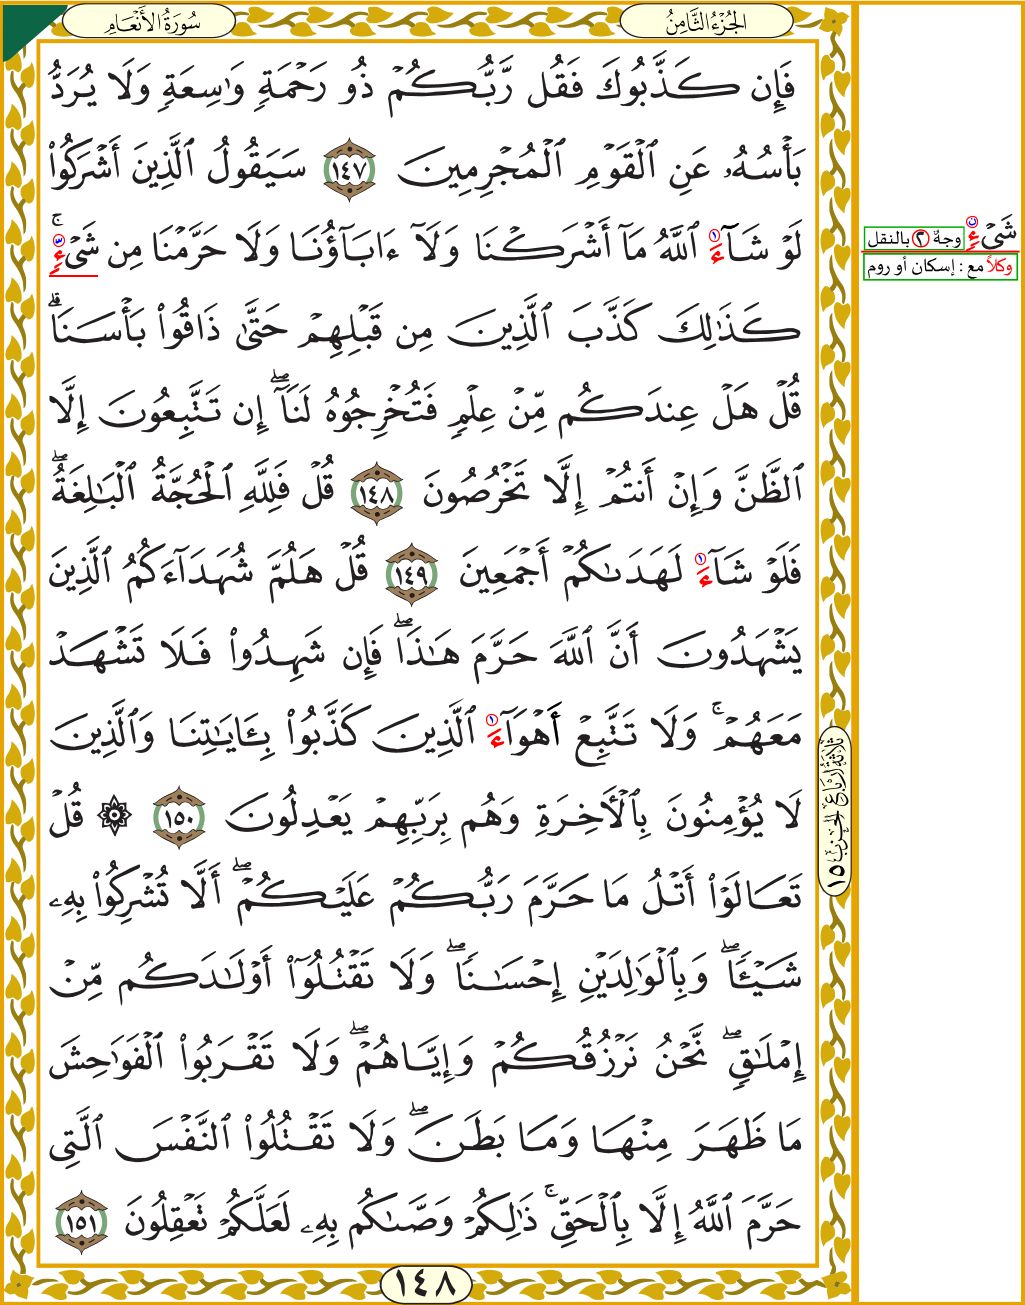 سُورَةُ الأَنْعَامِ
الجُزْءُ الثَّامِنُ
فَإِن كَذَّبُوكَ فَقُل رَّبُّكُمْ ذُو رَحْمَةٍ وَٰسِعَةٍ وَلَا يُرَدُّ
بَأْسُهُۥ عَنِ ٱلْقَوْمِ ٱلْمُجْرِمِينَ ١٤٧ سَيَقُولُ ٱلَّذِينَ أَشْرَكُوا۟
لَوْ شَآءَ ٱللَّهُ مَآ أَشْرَكْنَا وَلَآ ءَابَآؤُنَا وَلَا حَرَّمْنَا مِن شَىْءٍ ۚ
كَذَٰلِكَ كَذَّبَ ٱلَّذِينَ مِن قَبْلِهِمْ حَتَّىٰ ذَاقُوا۟ بَأْسَنَا ۗ
قُلْ هَلْ عِندَكُم مِّنْ عِلْمٍ فَتُخْرِجُوهُ لَنَآ ۖ إِن تَتَّبِعُونَ إِلَّا
ٱلظَّنَّ وَإِنْ أَنتُمْ إِلَّا تَخْرُصُونَ ١٤٨ قُلْ فَلِلَّهِ ٱلْحُجَّةُ ٱلْبَٰلِغَةُ ۖ
فَلَوْ شَآءَ لَهَدَىٰكُمْ أَجْمَعِينَ ١٤٩ قُلْ هَلُمَّ شُهَدَآءَكُمُ ٱلَّذِينَ
يَشْهَدُونَ أَنَّ ٱللَّهَ حَرَّمَ هَٰذَا ۖ فَإِن شَهِدُوا۟ فَلَا تَشْهَدْ
مَعَهُمْ ۚ وَلَا تَتَّبِعْ أَهْوَآءَ ٱلَّذِينَ كَذَّبُوا۟ بِـَٔايَٰتِنَا وَٱلَّذِينَ
لَا يُؤْمِنُونَ بِٱلْءَاخِرَةِ وَهُم بِرَبِّهِمْ يَعْدِلُونَ ١٥٠ ۞ قُلْ
تَعَالَوْا۟ أَتْلُ مَا حَرَّمَ رَبُّكُمْ عَلَيْكُمْ ۖ أَلَّا تُشْرِكُوا۟ بِهِۦ
شَيْـًٔا ۖ وَبِٱلْوَٰلِدَيْنِ إِحْسَٰنًا ۖ وَلَا تَقْتُلُوٓا۟ أَوْلَٰدَكُم مِّنْ
إِمْلَٰقٍ ۖ نَّحْنُ نَرْزُقُكُمْ وَإِيَّاهُمْ ۖ وَلَا تَقْرَبُوا۟ ٱلْفَوَٰحِشَ
مَا ظَهَرَ مِنْهَا وَمَا بَطَنَ ۖ وَلَا تَقْتُلُوا۟ ٱلنَّفْسَ ٱلَّتِى
حَرَّمَ ٱللَّهُ إِلَّا بِٱلْحَقِّ ۚ ذَٰلِكُمْ وَصَّىٰكُم بِهِۦ لَعَلَّكُمْ تَعْقِلُونَ ١٥١
شَىْءٍ وجهٌ ٢ بالنقل
وكلاً مع : إسكان أو روم
ثلاثة أرباع الحزب ١٥
١٤٨